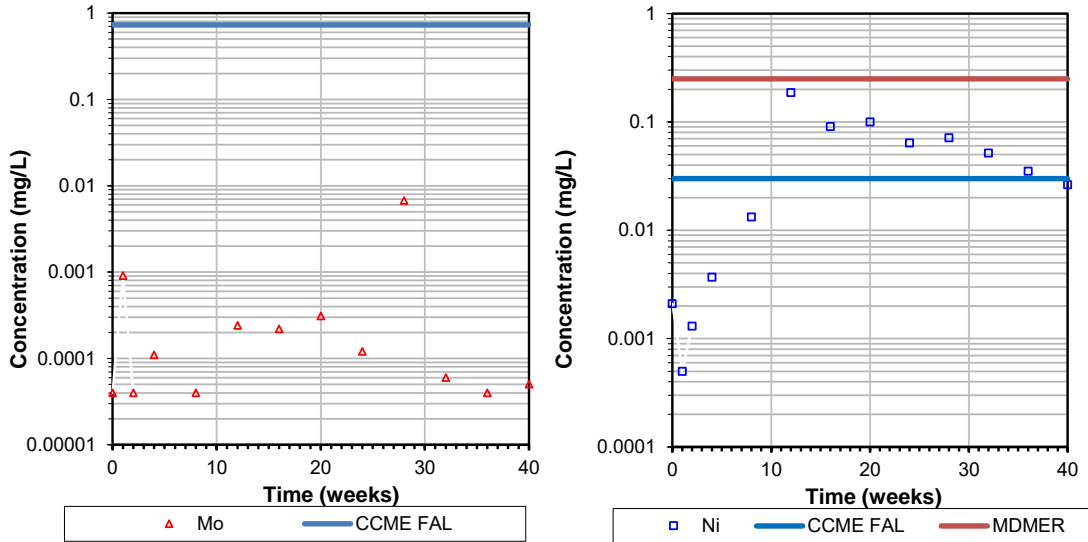 Concentration (mg/L)
1
0.1
0.01
0.001
0.0001
0.00001
0 10 20 30 40
Time (weeks)
Mo CCME FAL
Concentration (mg/L)
1
0.1
0.01
0.001
0.0001
0 10 20 30 40
Time (weeks)
Ni CCME FAL MDMER